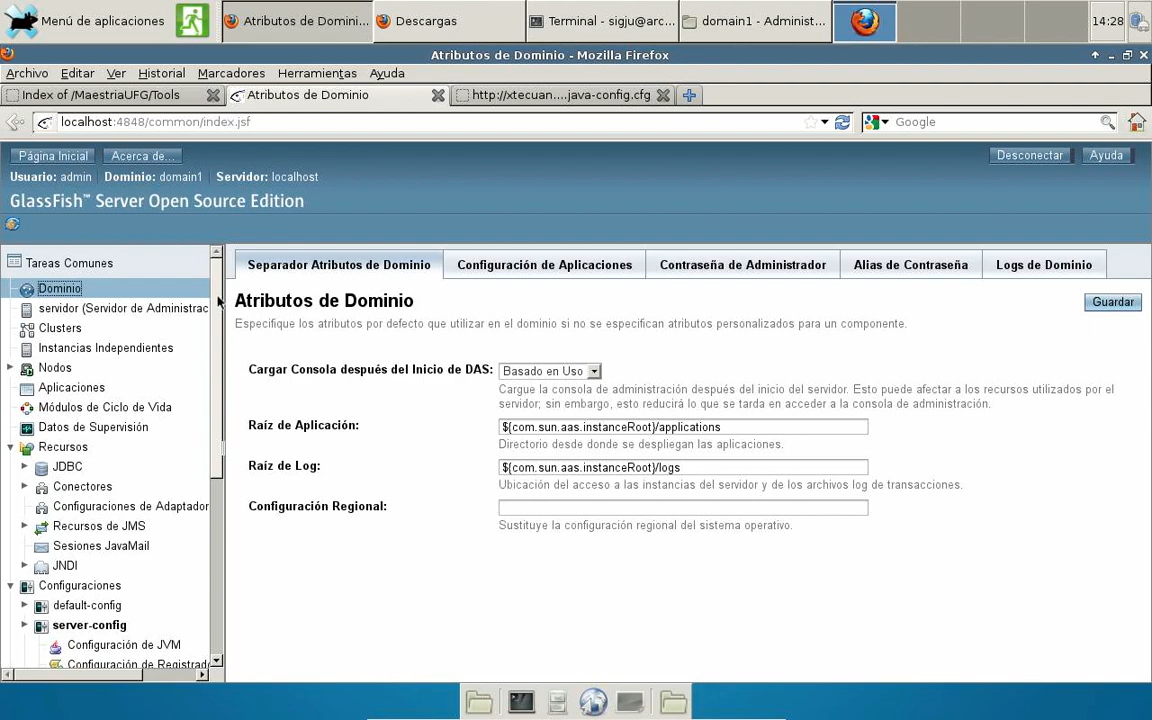 Menú de aplicaciones
Atributos de Domini...
Descargas
Terminal - sigju@arc...
domain1 - Administ...
14:28
Atributos de Dominio - Mozilla Firefox
Archivo Editar Ver Historial Marcadores Herramientas Ayuda
Index of /MaestriaUFG/Tools
Atributos de Dominio
http://xtecuan....java-config.cfg
localhost:4848/common/index.jsf
Google
Página Inicial
Acerca de...
Desconectar
Ayuda
Usuario: admin Dominio: domain1 Servidor: localhost
GlassFish™ Server Open Source Edition
Tareas Comunes
Dominio
servidor (Servidor de Administrac
Clusters
Instancias Independientes
Nodos
Aplicaciones
Módulos de Ciclo de Vida
Datos de Supervisión
Recursos
JDBC
Conectores
Configuraciones de Adaptador
Recursos de JMS
Sesiones JavaMail
JNDI
Configuraciones
default-config
server-config
Configuración de JVM
Configuración de Registrad
Separador Atributos de Dominio
Configuración de Aplicaciones
Contraseña de Administrador
Alias de Contraseña
Logs de Dominio
Atributos de Dominio
Guardar
Especifique los atributos por defecto que utilizar en el dominio si no se especifican atributos personalizados para un componente.
Cargar Consola después del Inicio de DAS: Basado en Uso
Cargue la consola de administración después del inicio del servidor. Esto puede afectar a los recursos utilizados por el
servidor; sin embargo, esto reducirá lo que se tarda en acceder a la consola de administración.
Raíz de Aplicación: ${com.sun.aas.instanceRoot}/applications
Directorio desde donde se despliegan las aplicaciones.
Raíz de Log: ${com.sun.aas.instanceRoot}/logs
Ubicación del acceso a las instancias del servidor y de los archivos log de transacciones.
Configuración Regional:
Sustituye la configuración regional del sistema operativo.